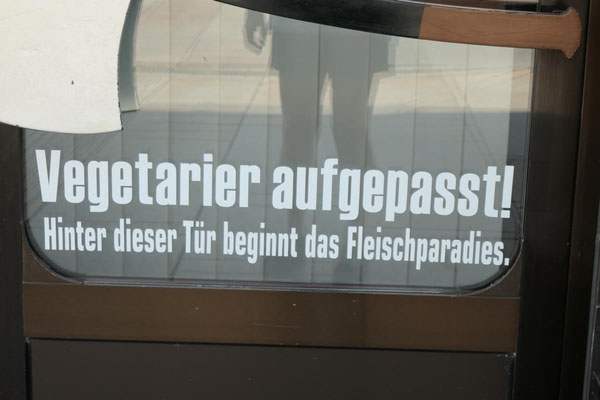 Vegetarier aufgepasst!
Hinter dieser Tür beginnt das Fleischparadies.